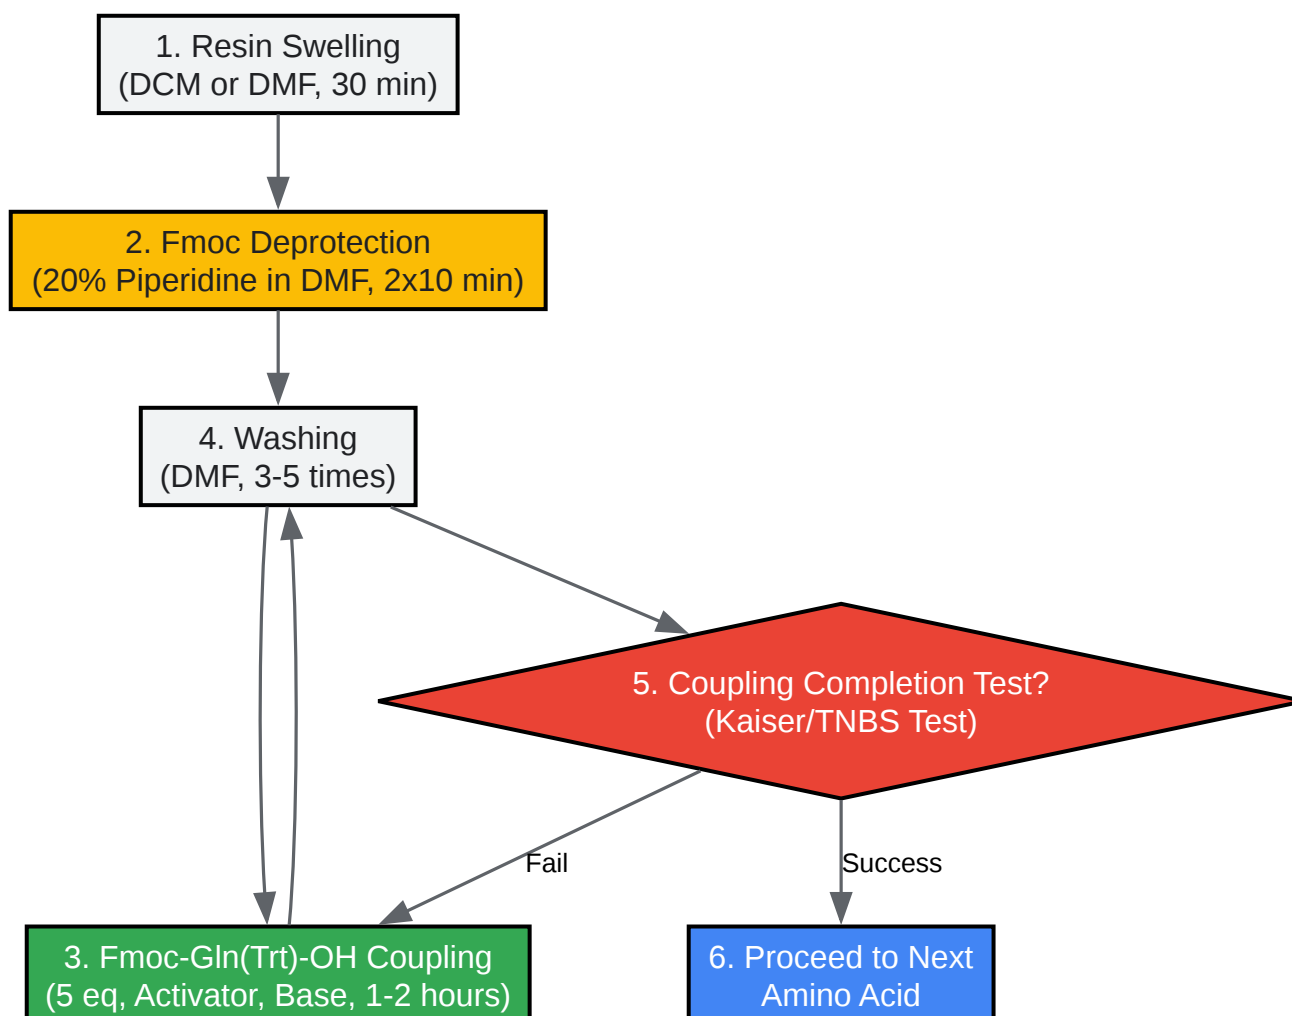 1. Resin Swelling
(DCM or DMF, 30 min)
2. Fmoc Deprotection
(20% Piperidine in DMF, 2x10 min)
4. Washing
(DMF, 3-5 times)
5. Coupling Completion Test?
(Kaiser/TNBS Test)
Fail
Success
3. Fmoc-Gln(Trt)-OH Coupling
(5 eq, Activator, Base, 1-2 hours)
6. Proceed to Next
Amino Acid